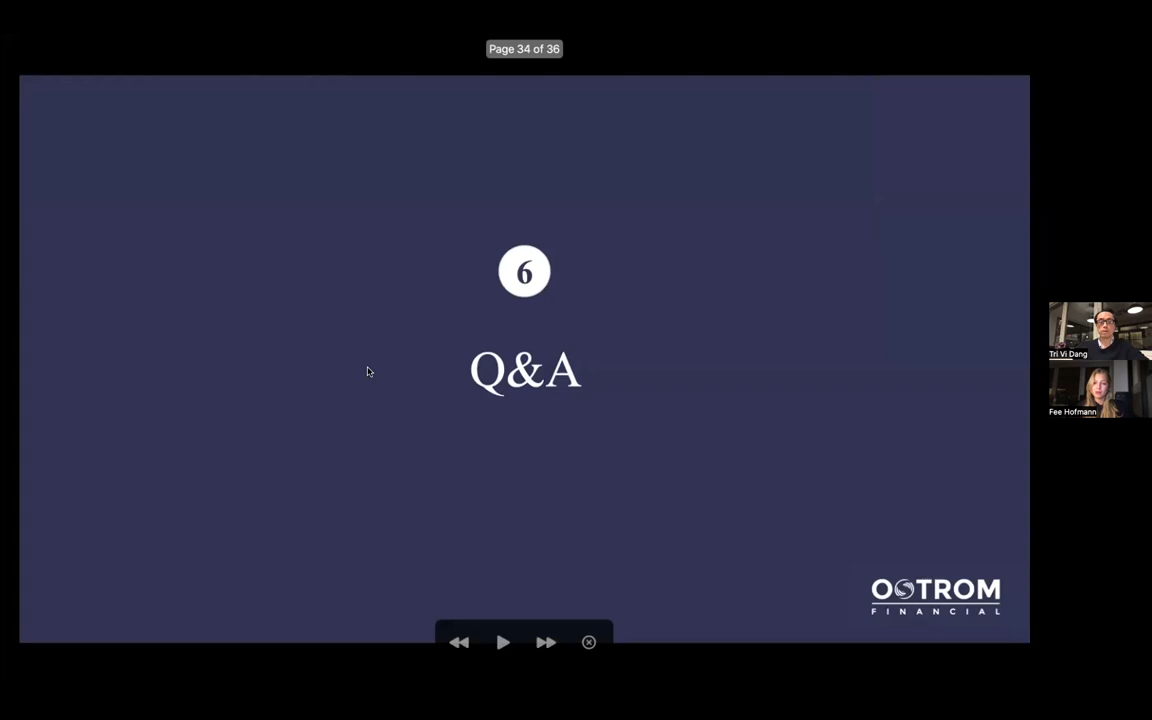 Page 34 of 36
6
Q&A
Tri Vi Dang
Fee Hofmann
OSTROM
FINANCIAL